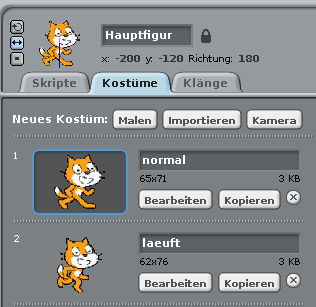 Hauptfigur
x: -200 y: -120 Richtung: 180
Skripte Kostüme Klänge
Neues Kostüm: Malen Importieren Kamera
1 normal
65x71 3 KB
Bearbeiten Kopieren
2 laeuft
62x76 3 KB
Bearbeiten Kopieren